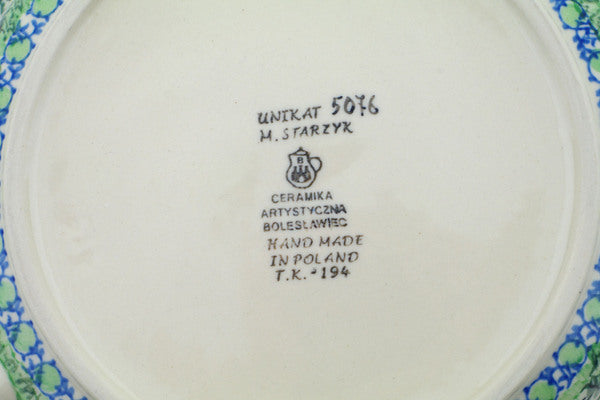 UNIKAT 5076
M. STARZYK
B
CERAMIKA
ARTYSTYCZNA
BOLESŁAWIEC
HAND MADE
IN POLAND
T.K. 194